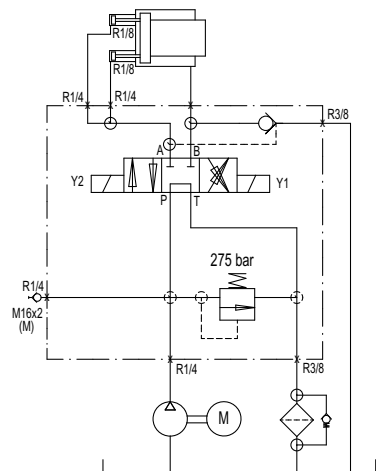 R1/8
R1/8
R1/4 R1/4
R3/8
A B
Y2 Y1
P T
275 bar
R1/4
M16x2
(M)
R1/4 R3/8
M